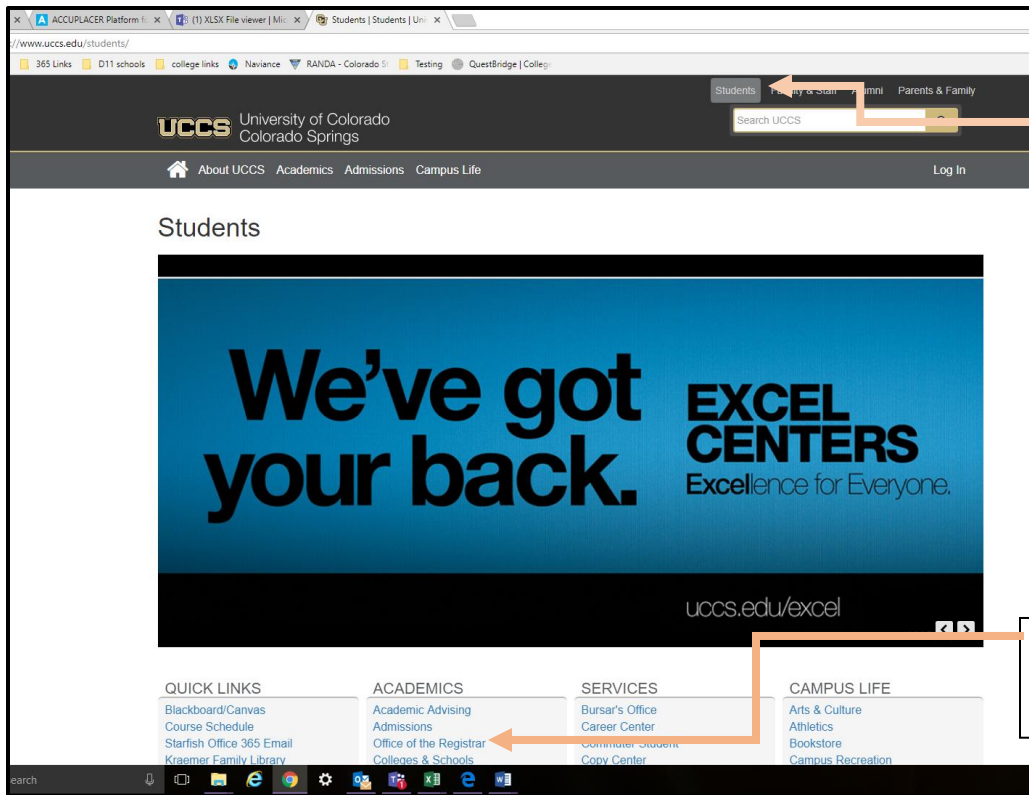 ACCUPLACER Platform f
(1) XLSX File viewer | Mic
Students | Students | Uni
://www.uccs.edu/students/
365 Links D11 schools college links Naviance RANDA - Colorado S Testing QuestBridge | Colleg
Students Faculty & Staff Alumni Parents & Family
UCCS University of Colorado
Colorado Springs
Search UCCS
About UCCS Academics Admissions Campus Life Log In
Students
We've got
your back.
EXCEL
CENTERS
Excellence for Everyone.
uccs.edu/excel
QUICK LINKS
Blackboard/Canvas
Course Schedule
Starfish Office 365 Email
Kraemer Family Library
ACADEMICS
Academic Advising
Admissions
Office of the Registrar
Colleges & Schools
SERVICES
Bursar's Office
Career Center
Commuter Student
Copy Center
CAMPUS LIFE
Arts & Culture
Athletics
Bookstore
Campus Recreation
earch